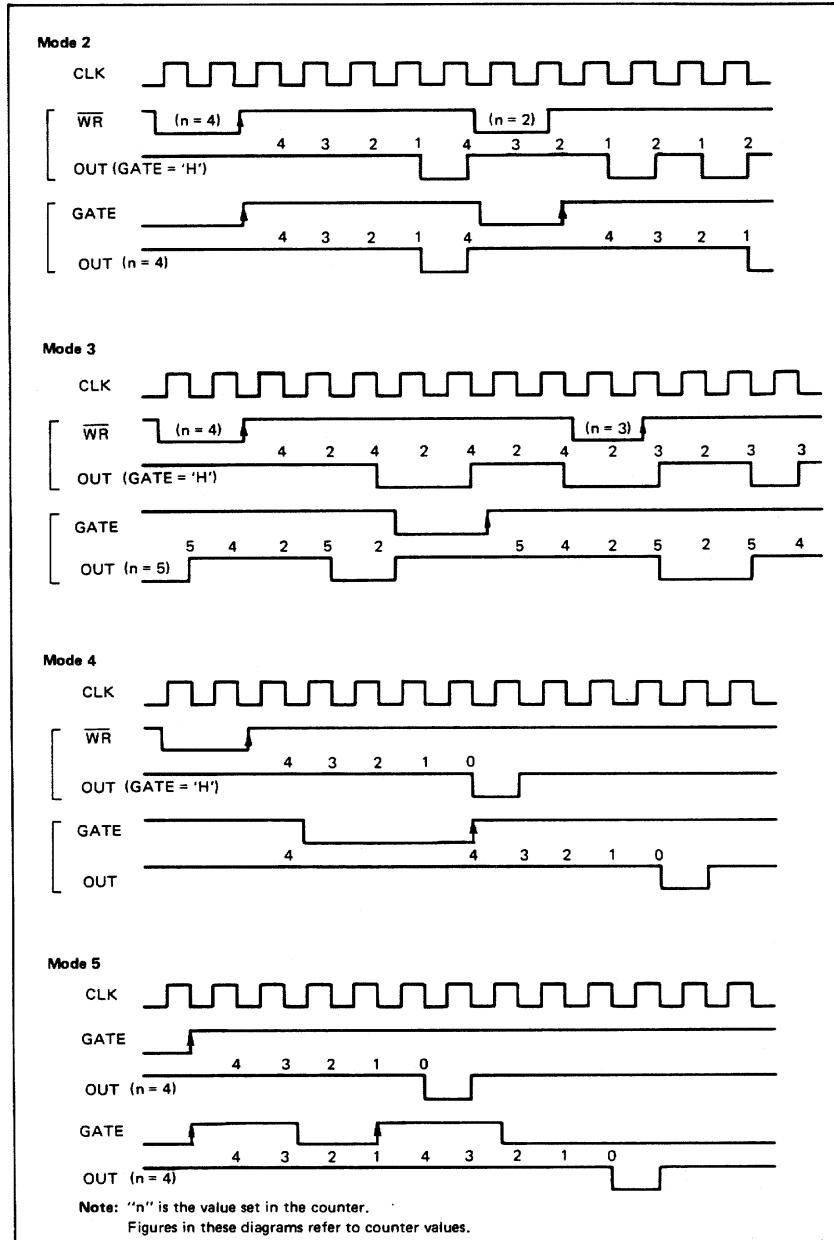 Mode 2
CLK
WR (n = 4) (n = 2)
4 3 2 1 4 3 2 1 2 1 2
OUT (GATE = 'H')
GATE
4 3 2 1 4 4 3 2 1
OUT (n = 4)
Mode 3
CLK
WR (n = 4) (n = 3)
4 2 4 2 4 2 4 2 3 2 3 3
OUT (GATE = 'H')
GATE
5 4 2 5 2 5 4 2 5 2 5 4
OUT (n = 5)
Mode 4
CLK
WR
4 3 2 1 0
OUT (GATE = 'H')
GATE
4 4 3 2 1 0
OUT
Mode 5
CLK
GATE
4 3 2 1 0
OUT (n = 4)
GATE
4 3 2 1 4 3 2 1 0
OUT (n = 4)
Note: "n" is the value set in the counter.
Figures in these diagrams refer to counter values.